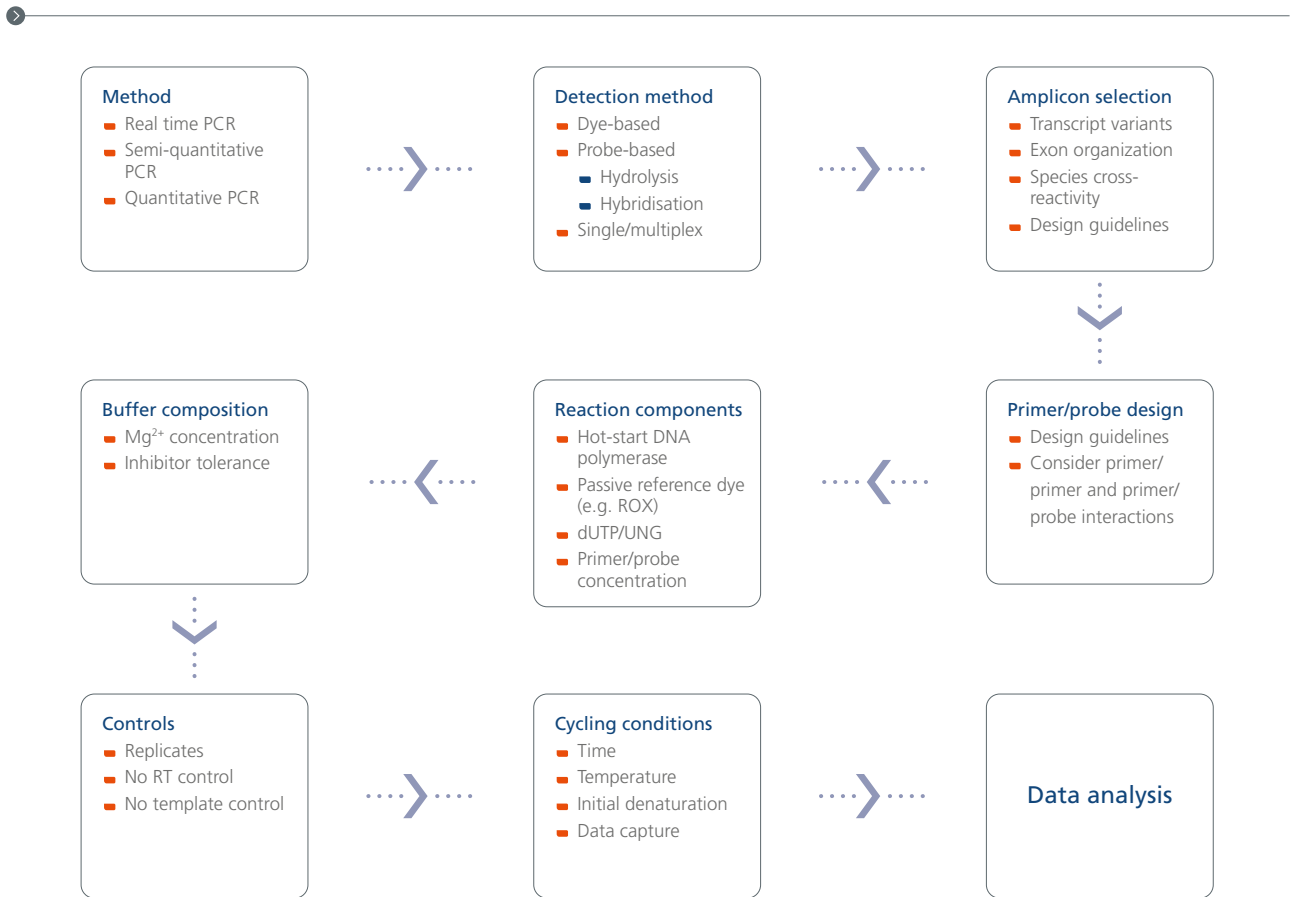 Method
Real time PCR
Semi-quantitative
PCR
Quantitative PCR
Detection method
Dye-based
Probe-based
Hydrolysis
Hybridisation
Single/multiplex
Amplicon selection
Transcript variants
Exon organization
Species cross-
reactivity
Design guidelines
Primer/probe design
Design guidelines
Consider primer/
primer and primer/
probe interactions
Reaction components
Hot-start DNA
polymerase
Passive reference dye
(e.g. ROX)
dUTP/UNG
Primer/probe
concentration
Buffer composition
Mg²⁺ concentration
Inhibitor tolerance
Controls
Replicates
No RT control
No template control
Cycling conditions
Time
Temperature
Initial denaturation
Data capture
Data analysis